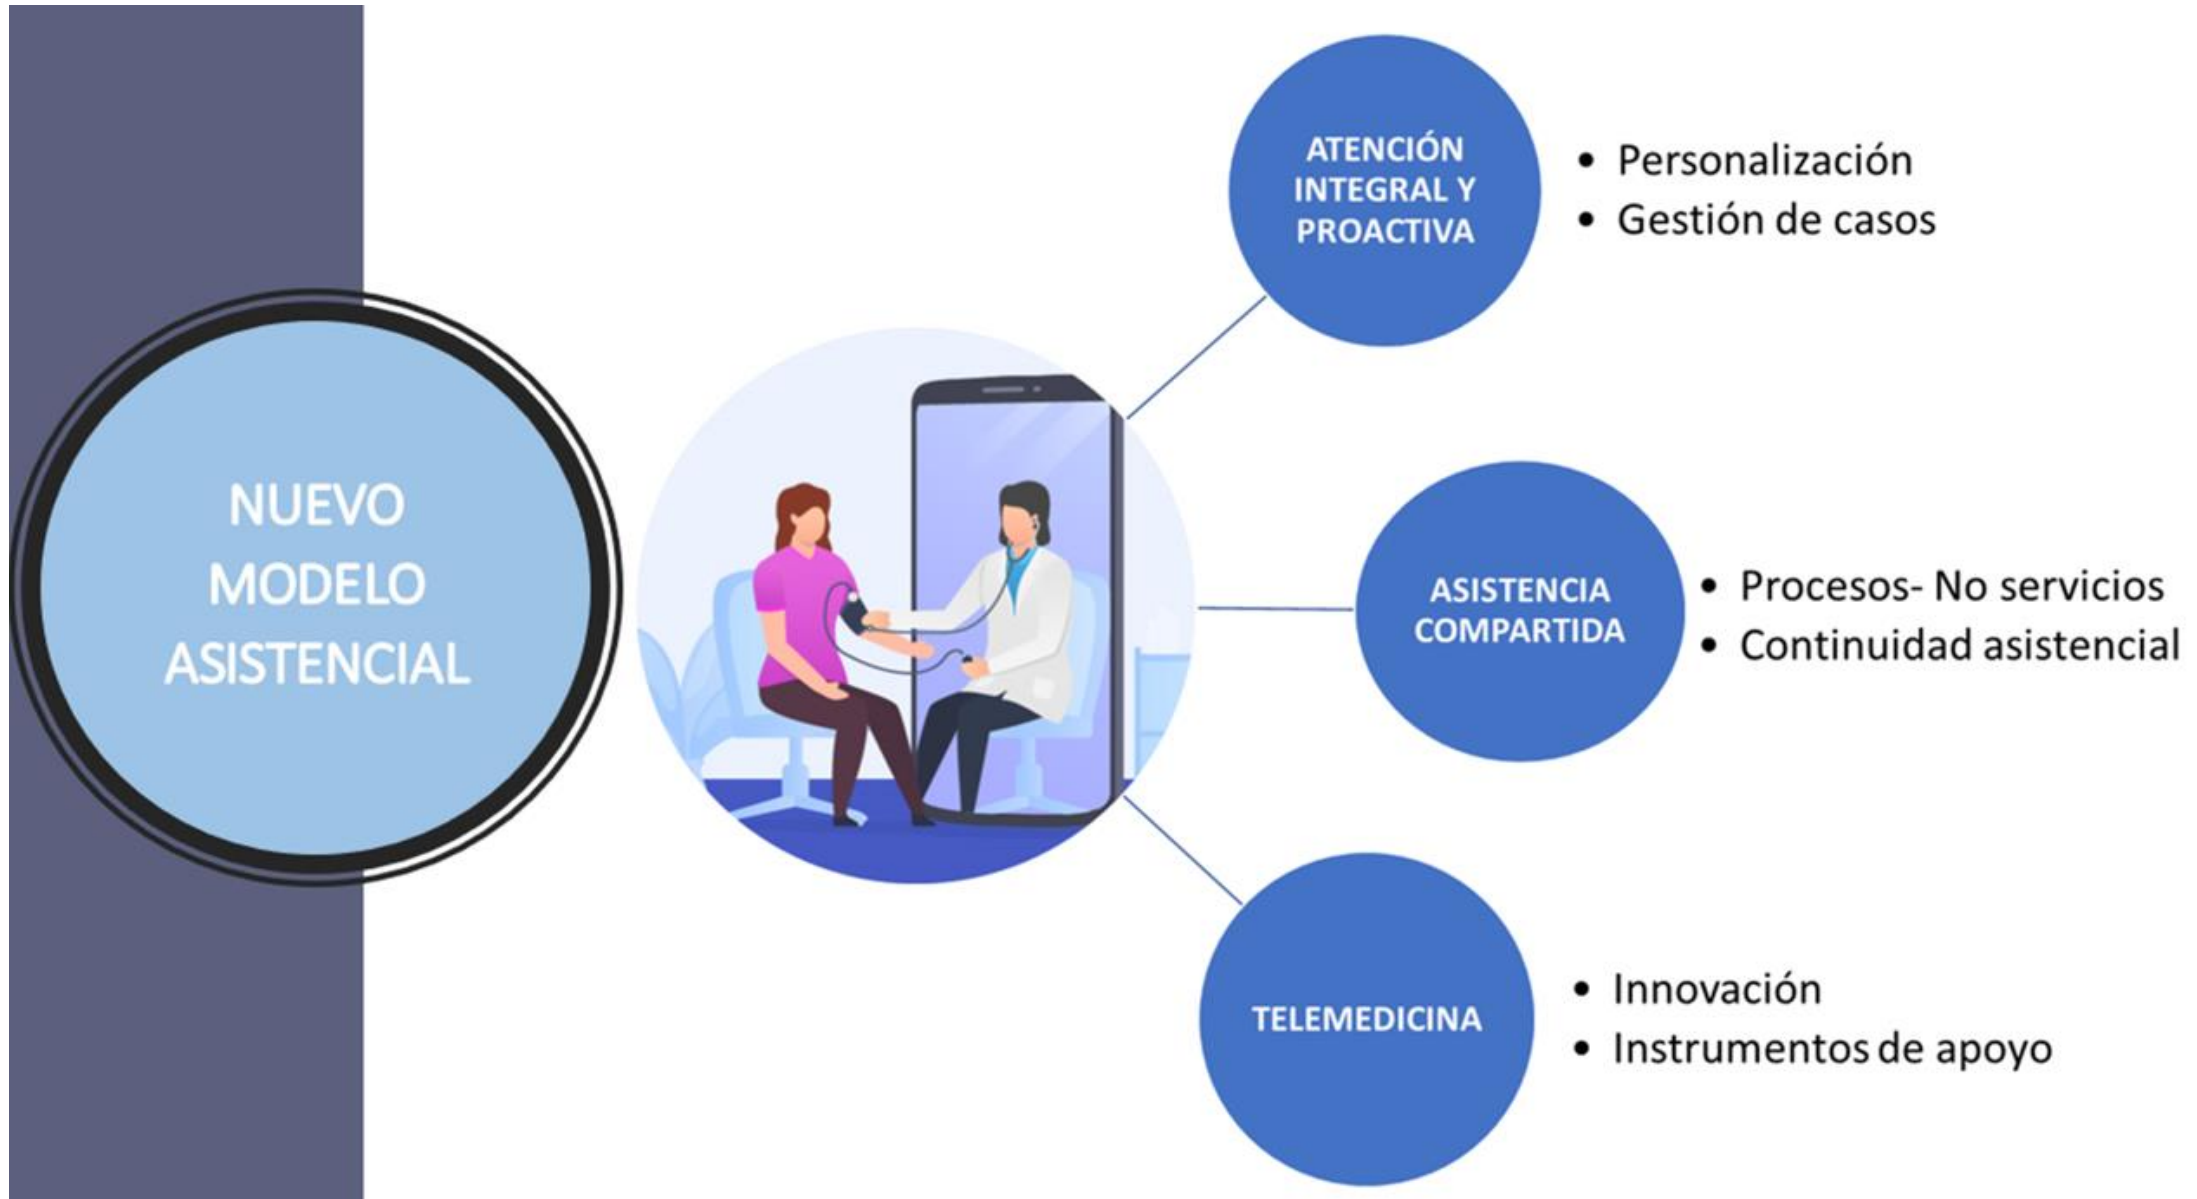 NUEVO
MODELO
ASISTENCIAL
ATENCIÓN
INTEGRAL Y
PROACTIVA
• Personalización
• Gestión de casos
ASISTENCIA
COMPARTIDA
• Procesos- No servicios
• Continuidad asistencial
TELEMEDICINA
• Innovación
• Instrumentos de apoyo